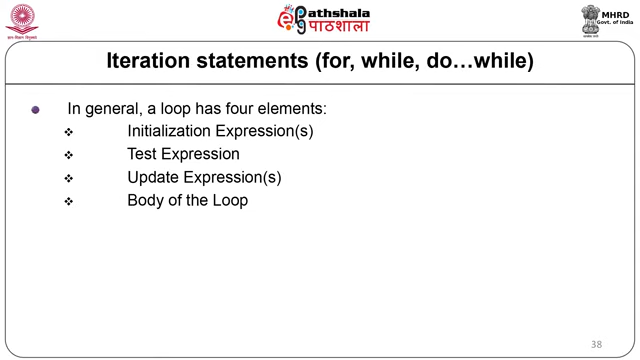 Pathshala
पाठशाला
MHRD
Govt. of India
Iteration statements (for, while, do…while)
In general, a loop has four elements:
Initialization Expression(s)
Test Expression
Update Expression(s)
Body of the Loop
38